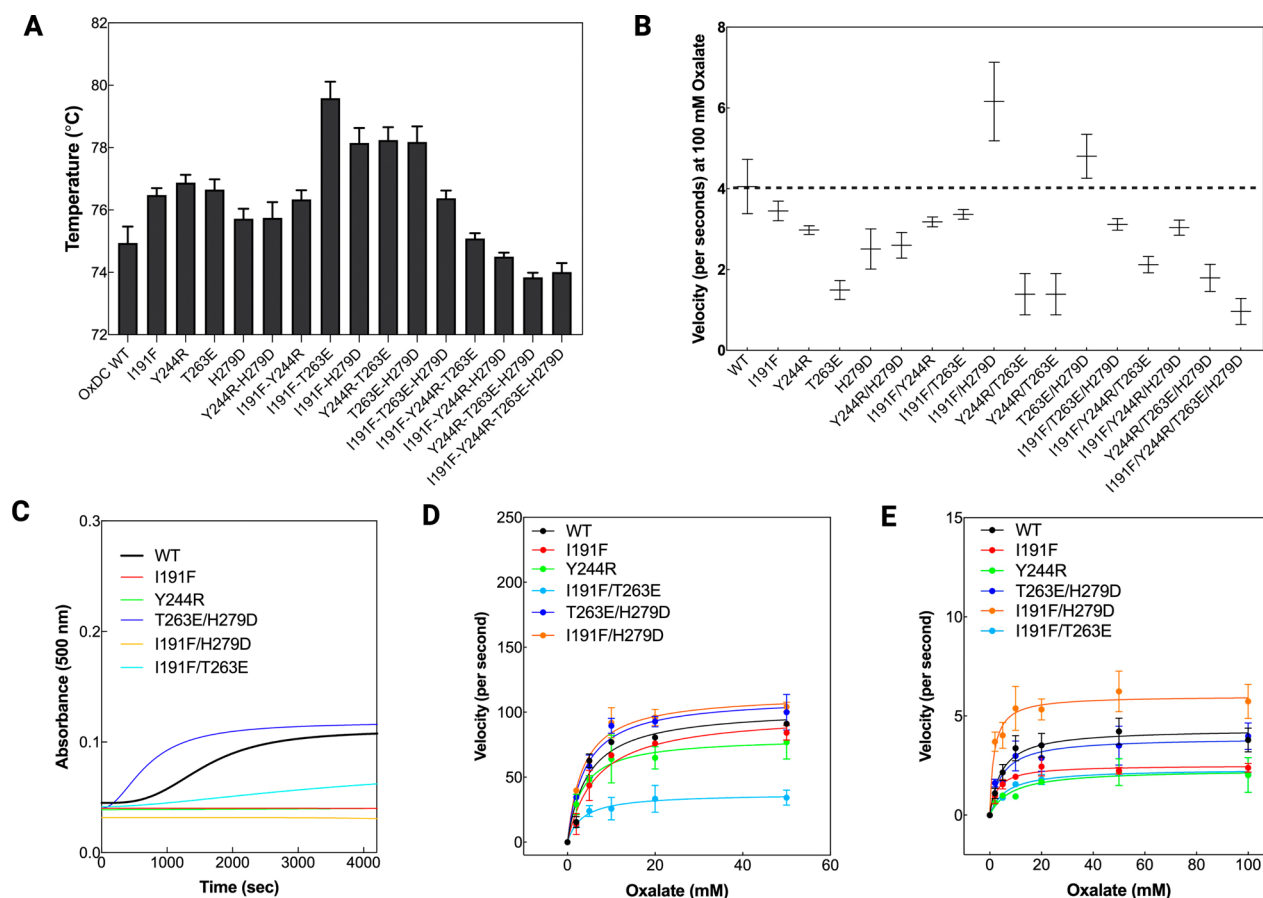 A
Temperature (°C)
82
80
78
76
74
72
OxDC WT
I191F
Y244R
T263E
H279D
Y244R-H279D
I191F-Y244R
I191F-T263E
I191F-H279D
Y244R-T263E
T263E-H279D
I191F-T263E-H279D
I191F-Y244R-T263E
I191F-Y244R-H279D
Y244R-T263E-H279D
I191F-Y244R-T263E-H279D
B
Velocity (per seconds) at 100 mM Oxalate
8
6
4
2
0
WT
I191F
Y244R
T263E
H279D
Y244R/H279D
I191F/Y244R
I191F/T263E
I191F/H279D
Y244R/T263E
Y244R/T263E
T263E/H279D
I191F/T263E/H279D
I191F/Y244R/T263E
I191F/Y244R/H279D
Y244R/T263E/H279D
I191F/Y244R/T263E/H279D
C
Absorbance (500 nm)
0.3
0.2
0.1
0.0
WT
I191F
Y244R
T263E/H279D
I191F/H279D
I191F/T263E
0
1000
2000
3000
4000
Time (sec)
D
Velocity (per second)
250
200
150
100
50
0
WT
I191F
Y244R
I191F/T263E
T263E/H279D
I191F/H279D
0
20
40
60
Oxalate (mM)
E
Velocity (per second)
15
10
5
0
WT
I191F
Y244R
T263E/H279D
I191F/H279D
I191F/T263E
0
20
40
60
80
100
Oxalate (mM)